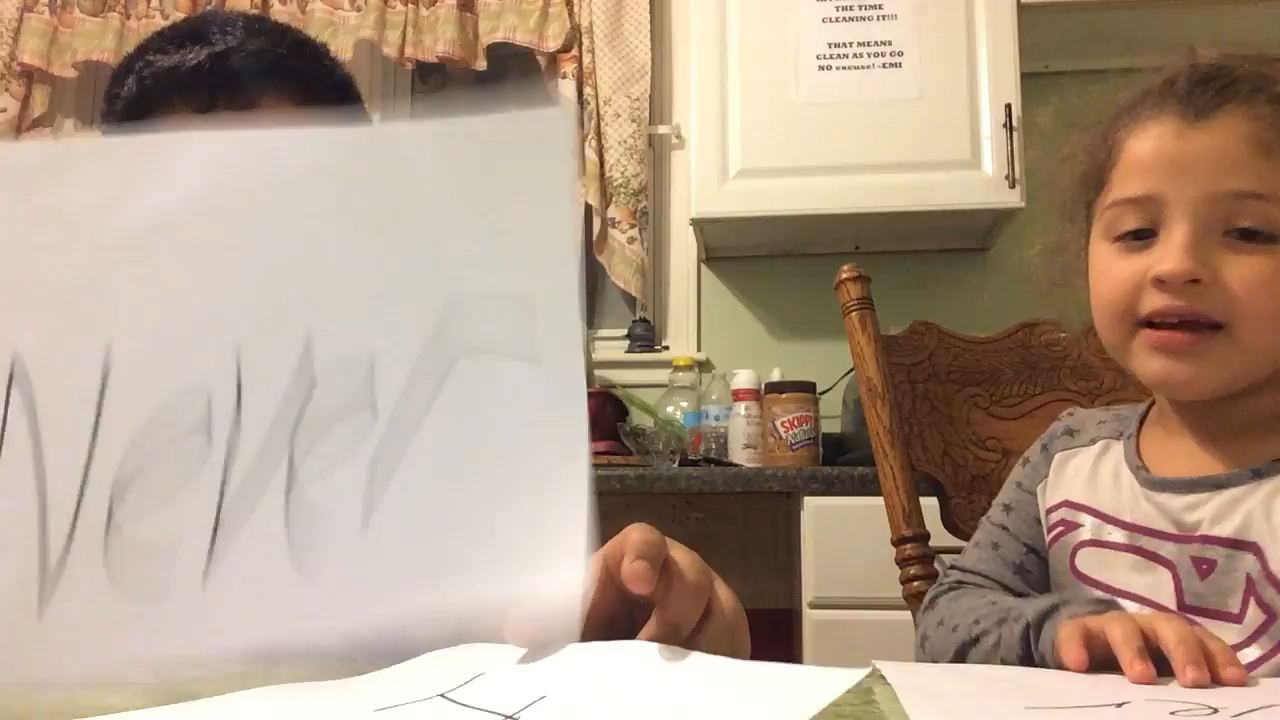 THE TIME
CLEANING IT!!!
THAT MEANS
CLEAN AS YOU GO
NO excuse! -EMI
Never
SKIPPY
Natural
I